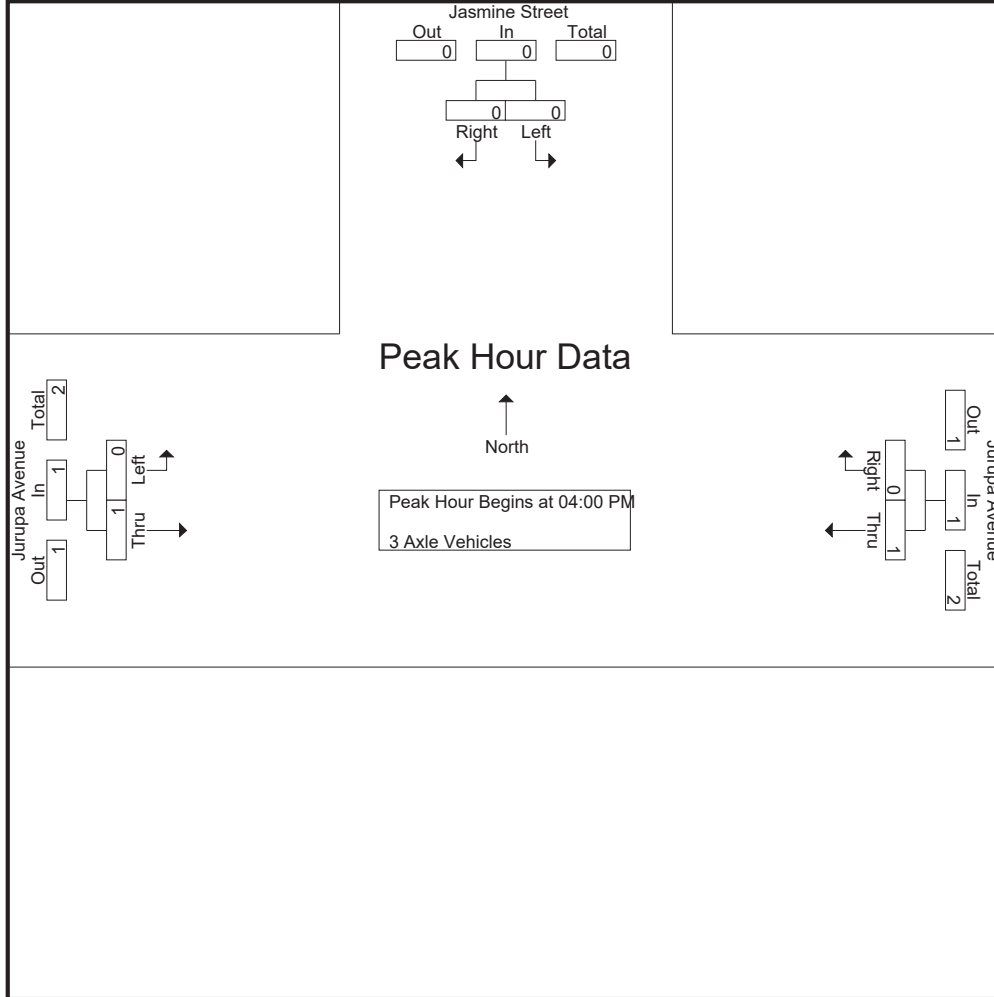 Jasmine Street
Out In Total
0 0 0
0 0
Right Left
Peak Hour Data
North
Peak Hour Begins at 04:00 PM
3 Axle Vehicles
Jurupa Avenue
Out In Total
1 1 2
Left Thru
0 1
Jurupa Avenue
Out In Total
1 1 2
Right Thru
0 1